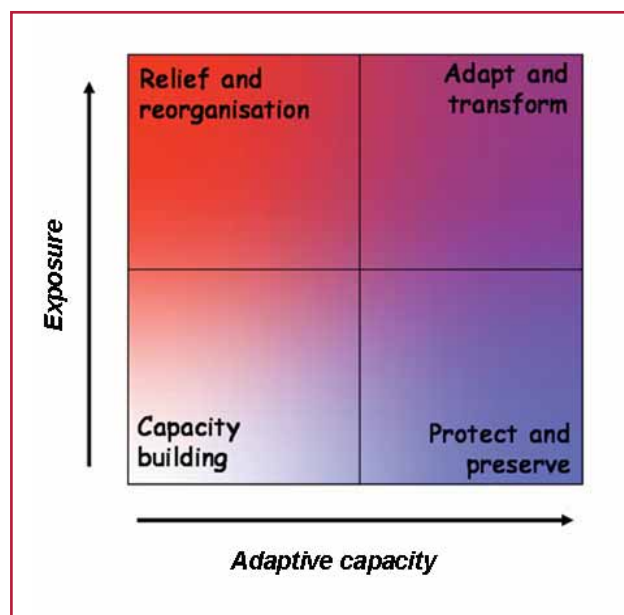 Relief and
reorganisation
Adapt and
transform
Exposure
Capacity
building
Protect and
preserve
Adaptive capacity